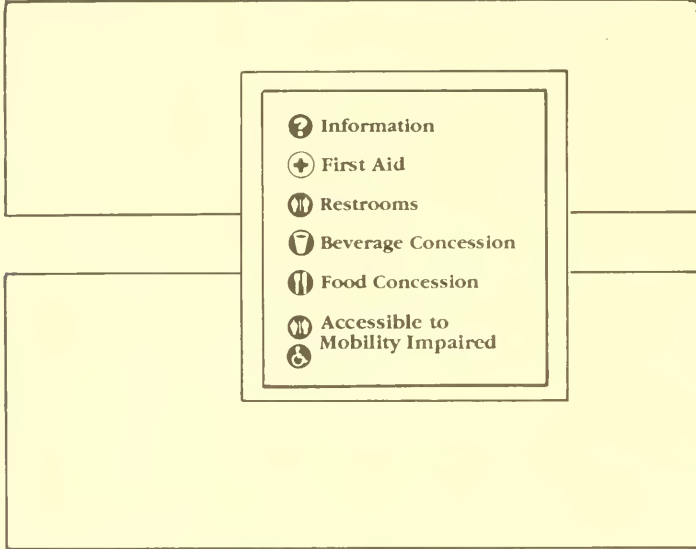 Information
First Aid
Restrooms
Beverage Concession
Food Concession
Accessible to
Mobility Impaired